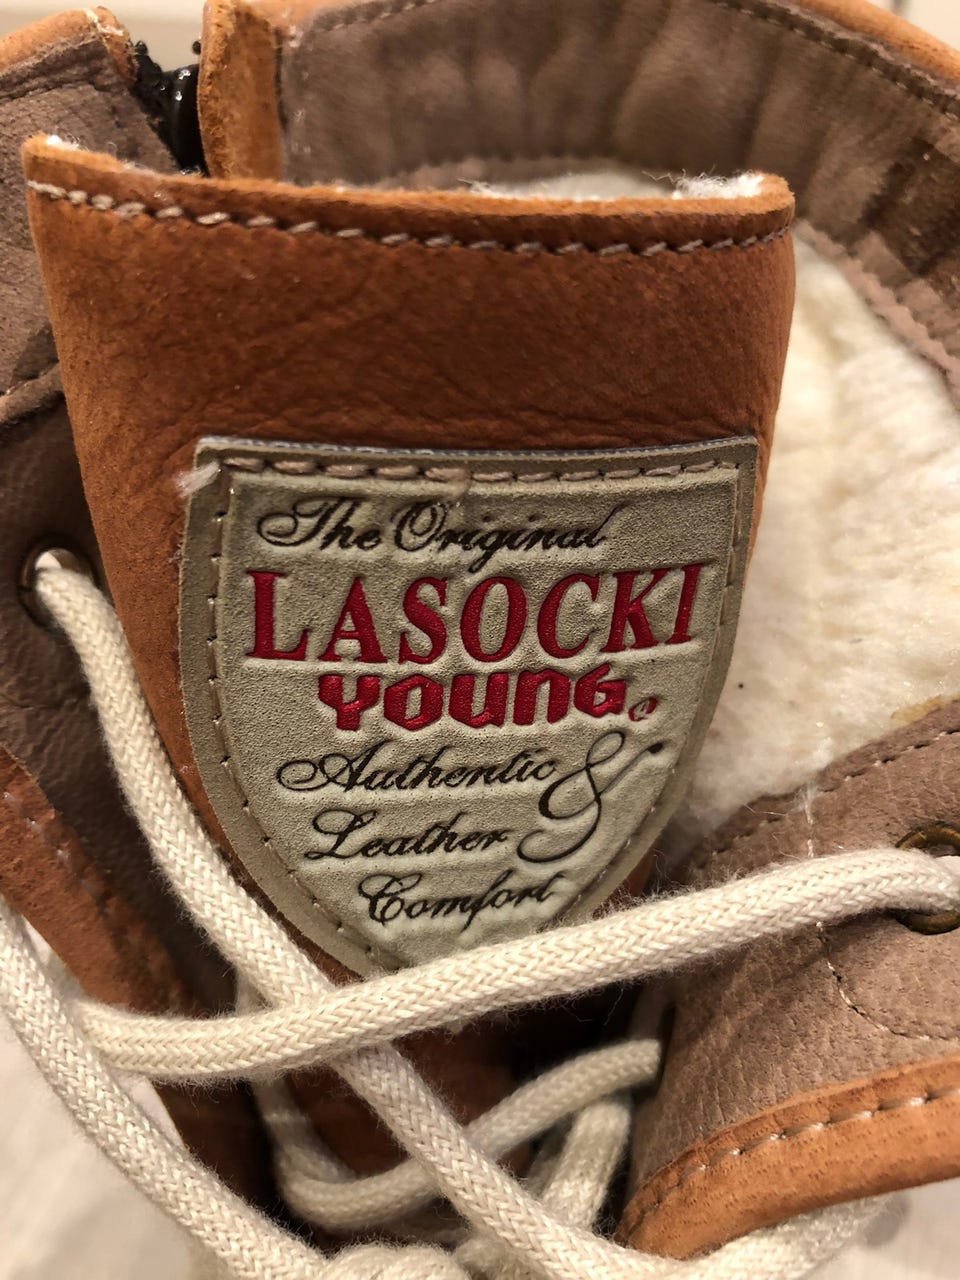 The Original
LASOCKI
YOUNG®
Authentic &
Leather
Comfort